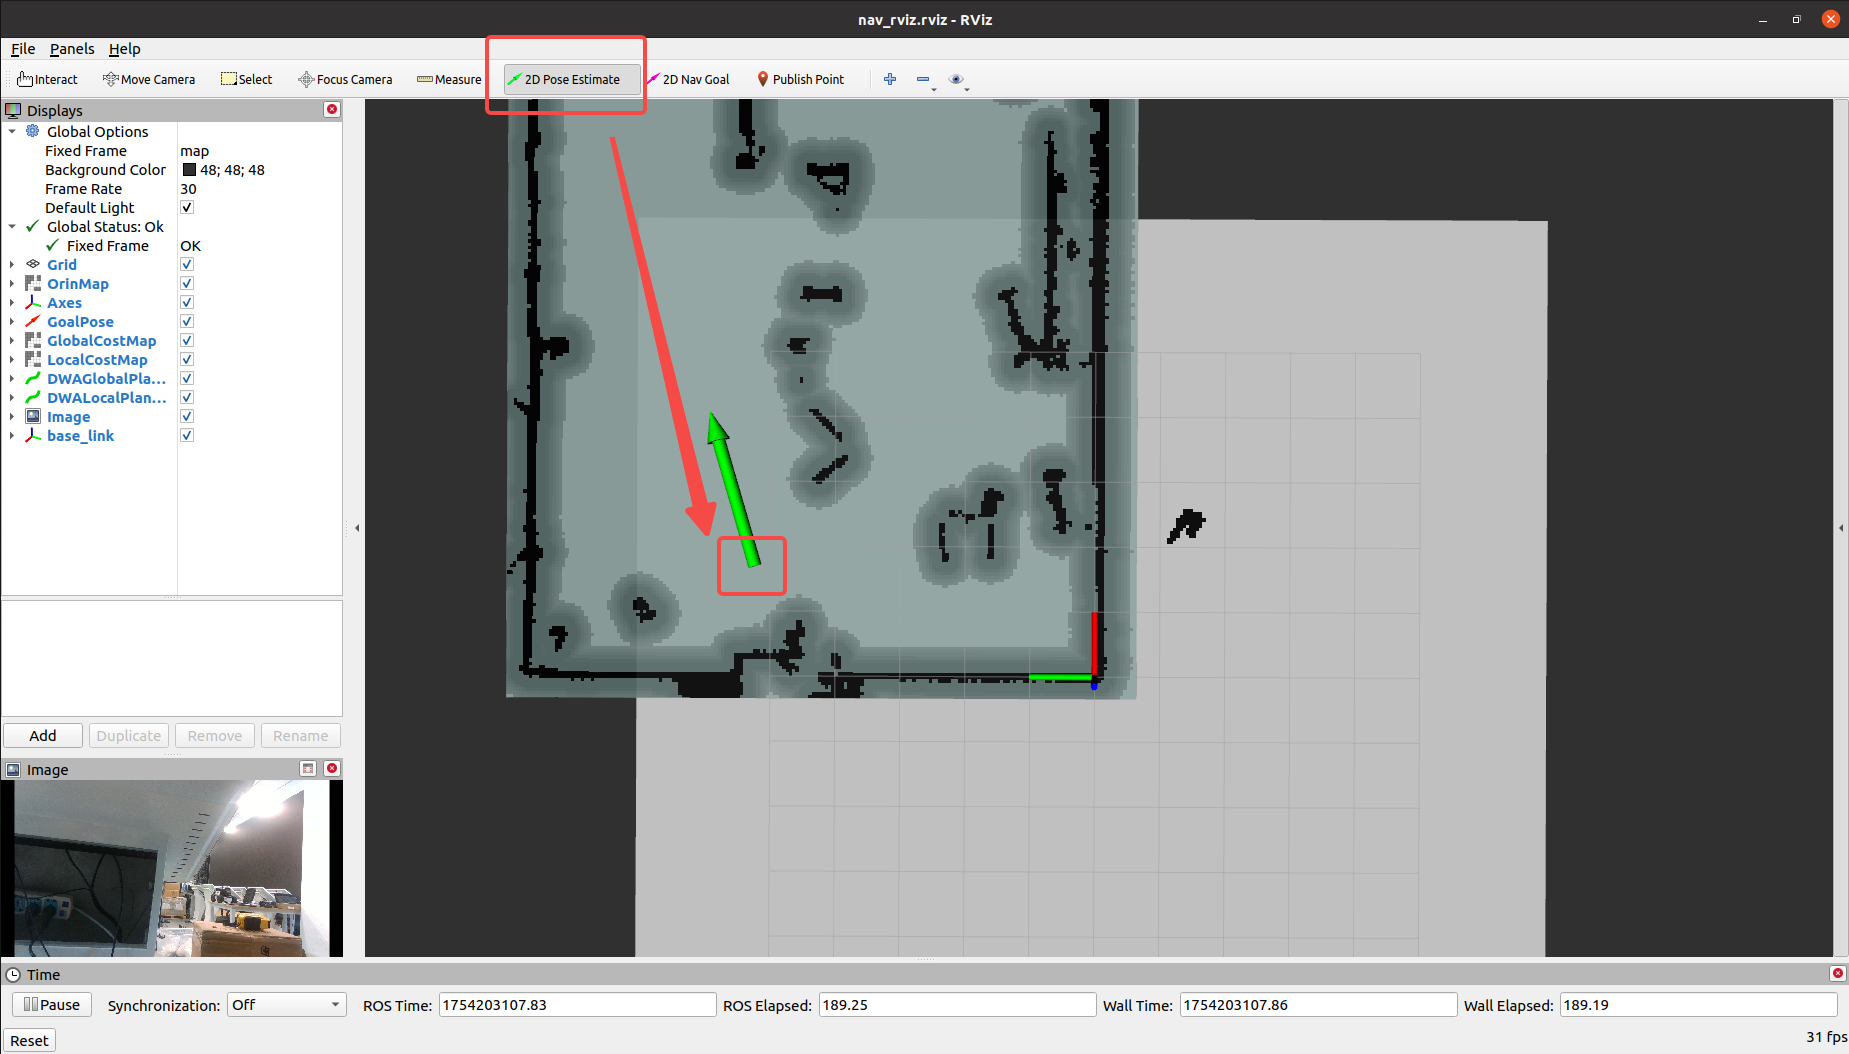 nav_rviz.rviz - RViz
File Panels Help
Interact Move Camera Select Focus Camera Measure 2D Pose Estimate 2D Nav Goal Publish Point
Displays
Global Options
Fixed Frame map
Background Color 48; 48; 48
Frame Rate 30
Default Light
Global Status: Ok
Fixed Frame OK
Grid
OrinMap
Axes
GoalPose
GlobalCostMap
LocalCostMap
DWAGlobalPla...
DWALocalPlan...
Image
base_link
Add Duplicate Remove Rename
Image
Time
Pause Synchronization: Off ROS Time: 1754203107.83 ROS Elapsed: 189.25 Wall Time: 1754203107.86 Wall Elapsed: 189.19
Reset 31 fps